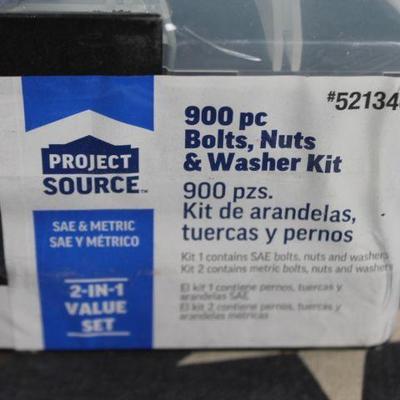 #52134
900 pc
Bolts, Nuts
& Washer Kit
900 pzs.
Kit de arandelas,
tuercas y pernos
Kit 1 contains SAE bolts, nuts and washers
Kit 2 contains metric bolts, nuts and washers
El kit 1 contiene pernos, tuercas y
arandelas SAE
El kit 2 contiene pernos, tuercas y
arandelas métricas
PROJECT
SOURCE™
SAE & METRIC
SAE Y MÉTRICO
2-IN-1
VALUE
SET